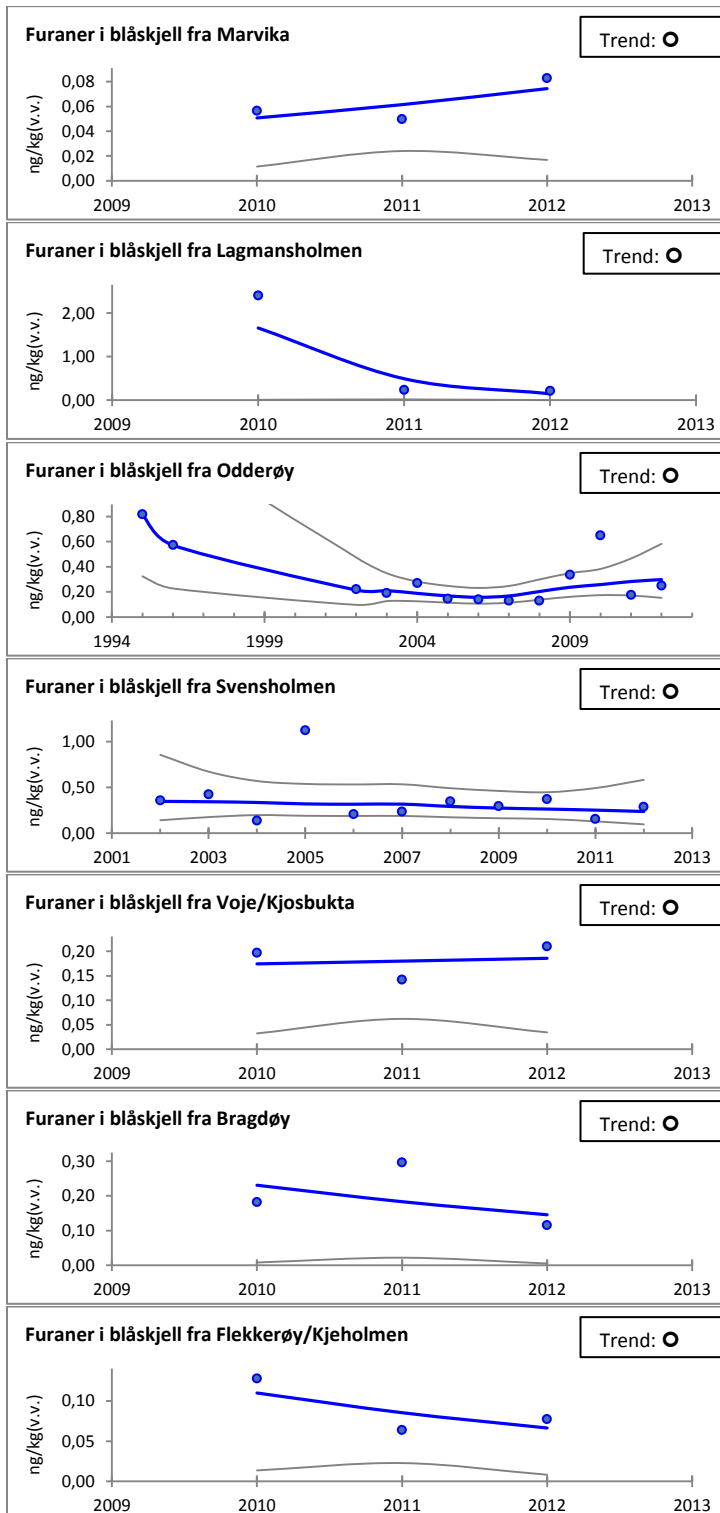 Furaner i blåskjell fra Marvika
Trend: O
ng/kg(v.v.)
0,08
0,06
0,04
0,02
0,00
2009 2010 2011 2012 2013
Furaner i blåskjell fra Lagmansholmen
Trend: O
ng/kg(v.v.)
2,00
1,00
0,00
2009 2010 2011 2012 2013
Furaner i blåskjell fra Odderøy
Trend: O
ng/kg(v.v.)
0,80
0,60
0,40
0,20
0,00
1994 1999 2004 2009
Furaner i blåskjell fra Svensholmen
Trend: O
ng/kg(v.v.)
1,00
0,50
0,00
2001 2003 2005 2007 2009 2011 2013
Furaner i blåskjell fra Voje/Kjosbukta
Trend: O
ng/kg(v.v.)
0,20
0,15
0,10
0,05
0,00
2009 2010 2011 2012 2013
Furaner i blåskjell fra Bragdøy
Trend: O
ng/kg(v.v.)
0,30
0,20
0,10
0,00
2009 2010 2011 2012 2013
Furaner i blåskjell fra Flekkerøy/Kjeholmen
Trend: O
ng/kg(v.v.)
0,10
0,05
0,00
2009 2010 2011 2012 2013